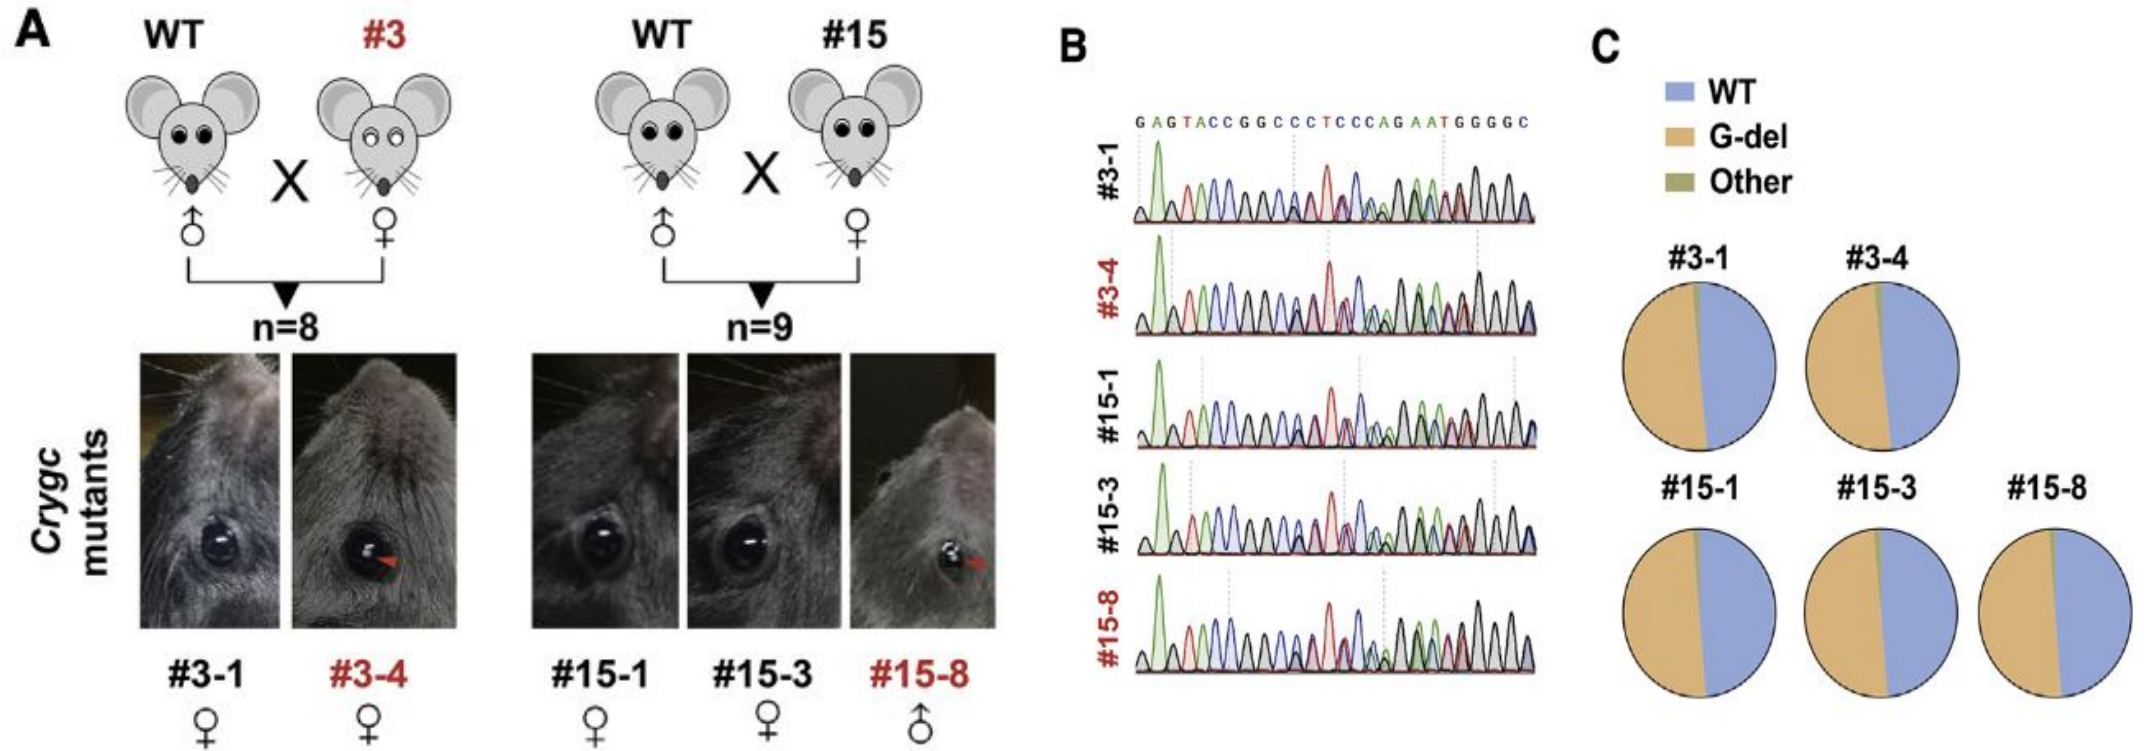 A
WT
#3
WT
#15
X
X
♂
♀
♂
♀
n=8
n=9
Crygc
mutants
#3-1
#3-4
#15-1
#15-3
#15-8
♀
♀
♀
♀
♂
B
GAGTACCGGCCCTCCCAGAATGGGGC
#3-1
#3-4
#15-1
#15-3
#15-8
C
WT
G-del
Other
#3-1
#3-4
#15-1
#15-3
#15-8